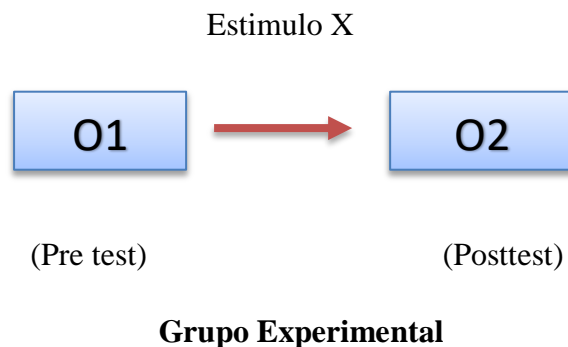 Estimulo X
O1 O2
(Pre test) (Posttest)
Grupo Experimental